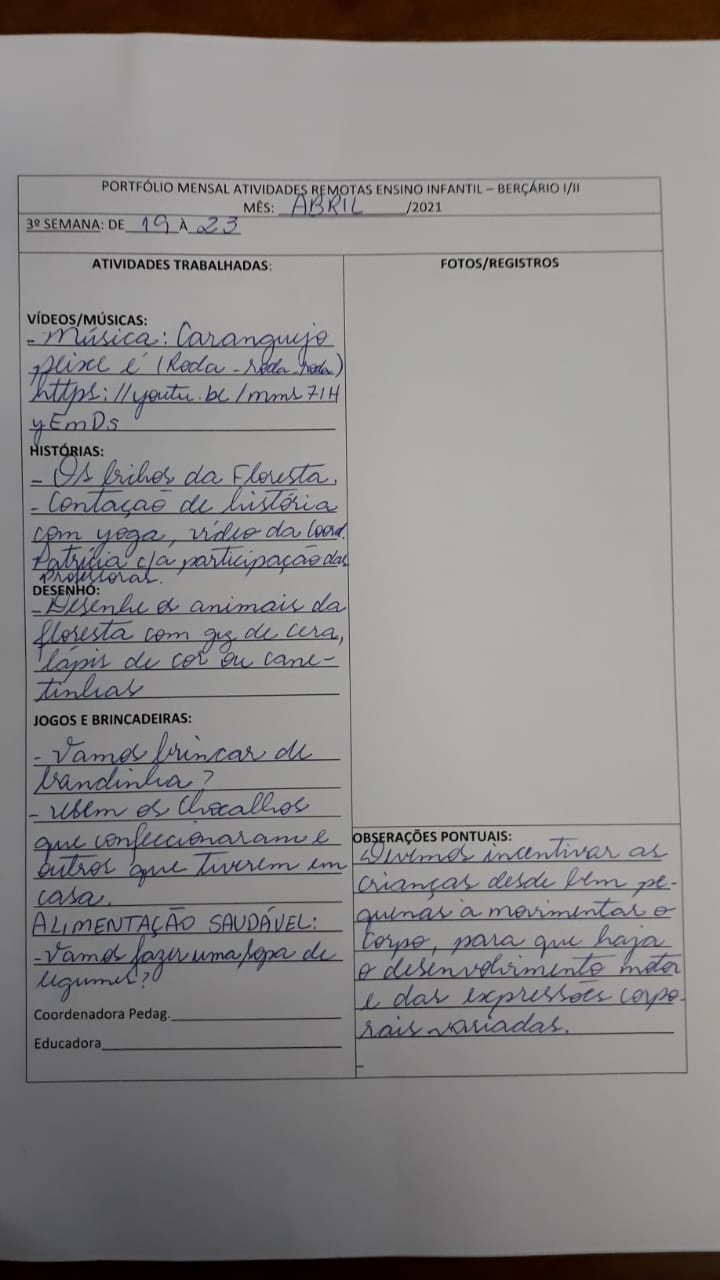 PORTFÓLIO MENSAL ATIVIDADES REMOTAS ENSINO INFANTIL – BERÇÁRIO I/II
MÊS: ABRIL /2021
3º SEMANA: DE 19 À 23
ATIVIDADES TRABALHADAS:
VÍDEOS/MÚSICAS:
- Música: Caranguejo
peixe é (Roda-roda-roda)
https://youtu.be/mms71H
yEmDs
HISTÓRIAS:
- Os bichos da Floresta.
- Contação de história
com yoga, vídeo da Coord.
Patrícia c/a participação das
professoras.
DESENHO:
- Desenhe os animais da
floresta com giz de cera,
lápis de cor ou cane-
tinhas
JOGOS E BRINCADEIRAS:
- Vamos brincar de
bandinha?
- Usem os chocalhos
que confeccionaram e
outros que tiverem em
casa.
ALIMENTAÇÃO SAUDÁVEL:
- Vamos fazer uma sopa de
legumes?
Coordenadora Pedag.
Educadora
FOTOS/REGISTROS
OBSERAÇÕES PONTUAIS:
Devemos incentivar as
crianças desde bem pe-
quenas a movimentar o
corpo, para que haja
o desenvolvimento motor
e das expressões corpo-
rais variadas.